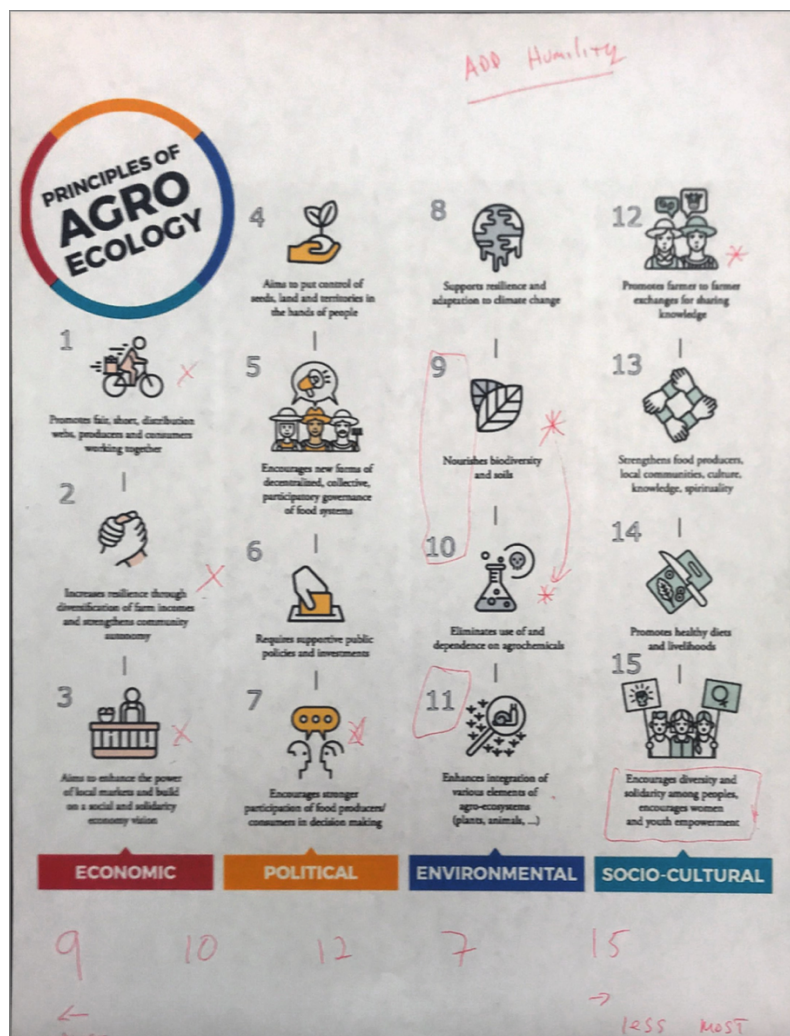 ADD Humility
PRINCIPLES OF
AGRO
ECOLOGY
1
Promotes fair, short, distribution
webs, producers and consumers
working together
2
Increases resilience through
diversification of farm incomes
and strengthens community
autonomy
3
Aims to enhance the power
of local markets and build
on a social and solidarity
economy vision
ECONOMIC
4
Aims to put control of
seeds, land and territories in
the hands of people
5
Encourages new forms of
decentralized, collective,
participatory governance
of food systems
6
Requires supportive public
policies and investments
7
Encourages stronger
participation of food producers/
consumers in decision making
POLITICAL
8
Supports resilience and
adaptation to climate change
9
Nourishes biodiversity
and soils
10
Eliminates use of and
dependence on agrochemicals
11
Enhances integration of
various elements of
agro-ecosystems
(plants, animals, ...)
ENVIRONMENTAL
12
Promotes farmer to farmer
exchanges for sharing
knowledge
13
Strengthens food producers,
local communities, culture,
knowledge, spirituality
14
Promotes healthy diets
and livelihoods
15
Encourages diversity and
solidarity among peoples,
encourages women
and youth empowerment
SOCIO-CULTURAL
9 10 12 7 15
← →
less most